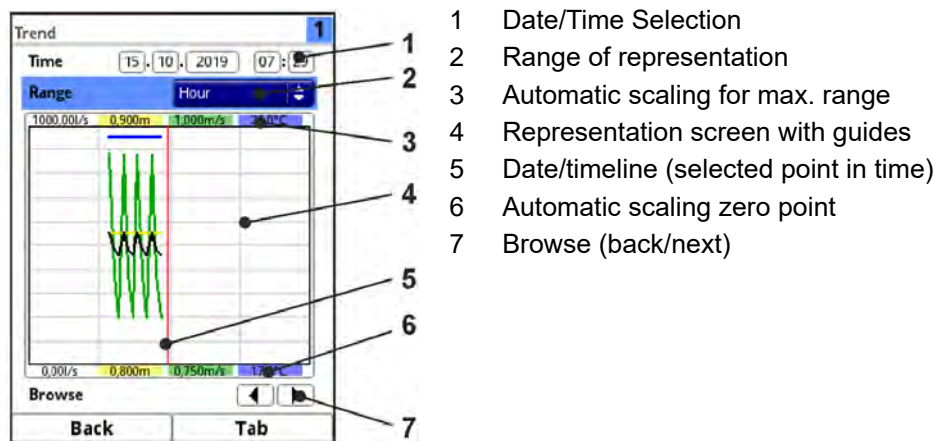 Trend 1
Time 15. 10. 2019 07:
Range Hour
1000,00l/s 0,900m 1,000m/s
0,00l/s 0,800m 0,750m/s
Browse
Back Tab
1
2
3
4
5
6
7
1 Date/Time Selection
2 Range of representation
3 Automatic scaling for max. range
4 Representation screen with guides
5 Date/timeline (selected point in time)
6 Automatic scaling zero point
7 Browse (back/next)